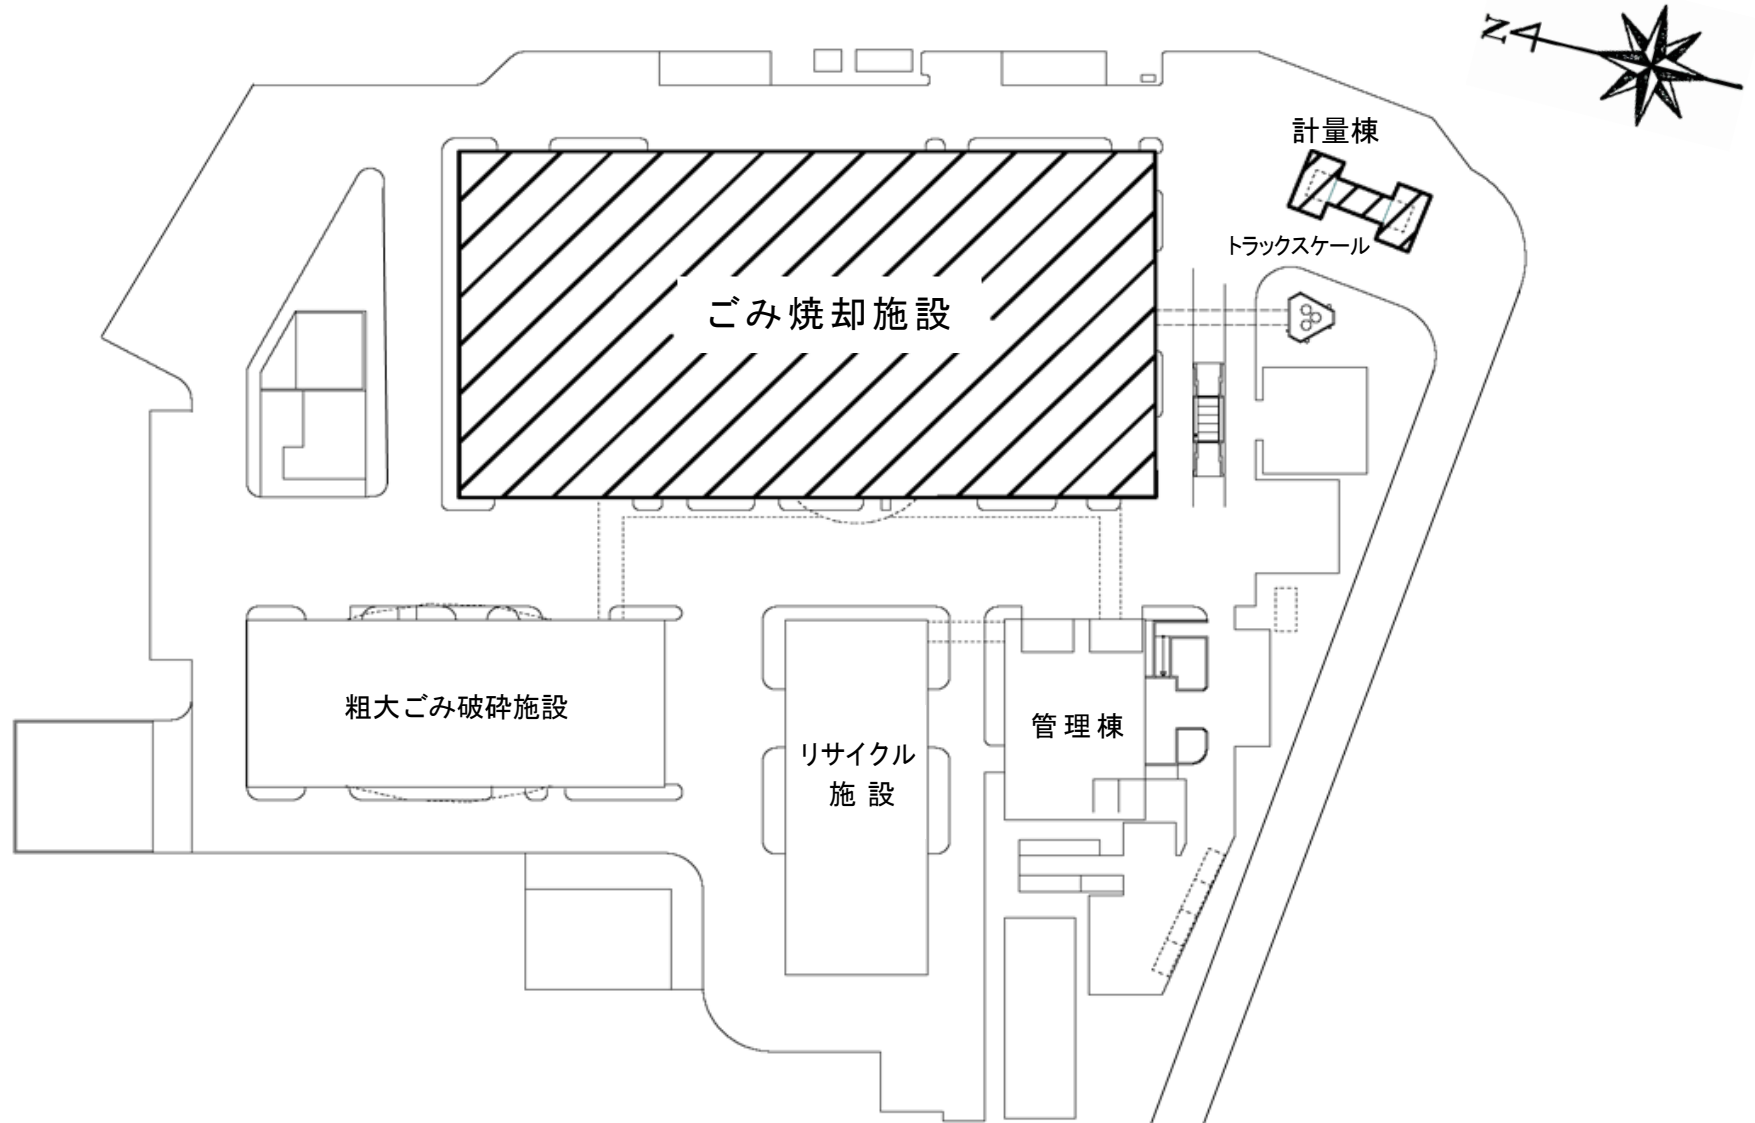 N
計量棟
トラックスケール
ごみ焼却施設
粗大ごみ破砕施設
リサイクル
施設
管理棟